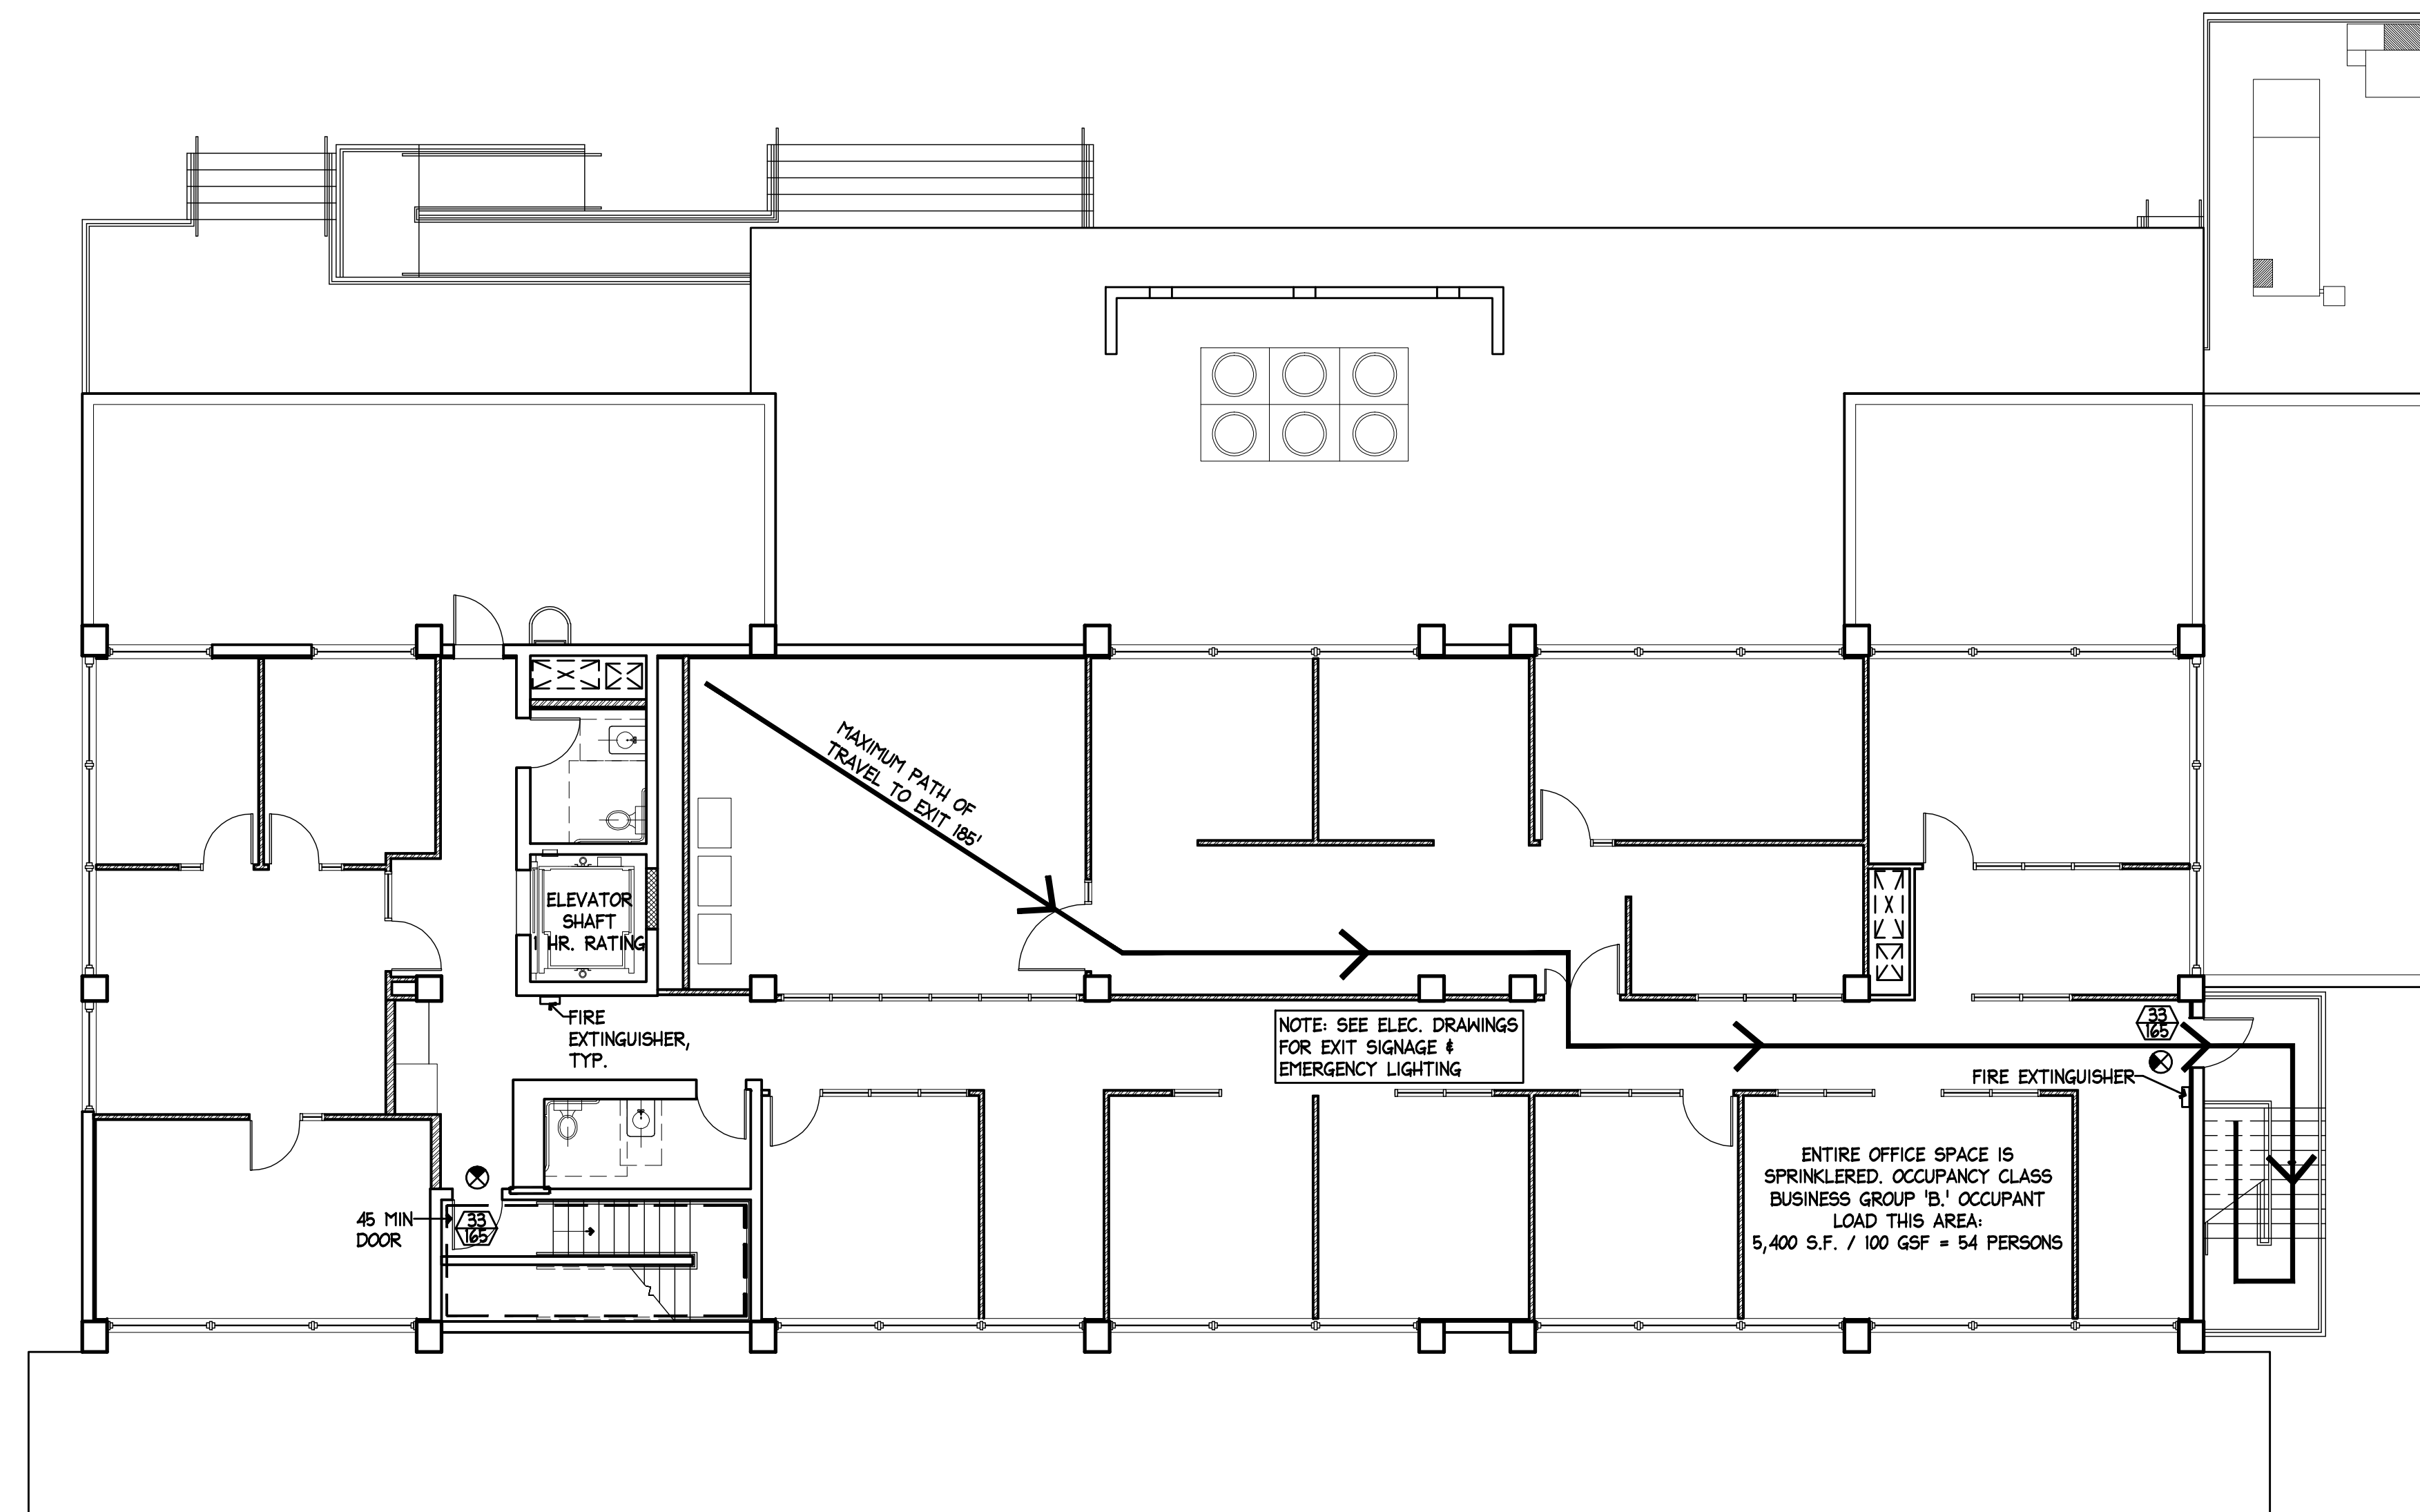 MAXIMUM PATH OF
TRAVEL TO EXIT 185'
ELEVATOR
SHAFT
1 HR. RATING
FIRE
EXTINGUISHER,
TYP.
NOTE: SEE ELEC. DRAWINGS
FOR EXIT SIGNAGE &
EMERGENCY LIGHTING
33
165
FIRE EXTINGUISHER
45 MIN
DOOR
33
165
ENTIRE OFFICE SPACE IS
SPRINKLERED. OCCUPANCY CLASS
BUSINESS GROUP 'B.' OCCUPANT
LOAD THIS AREA:
5,400 S.F. / 100 GSF = 54 PERSONS